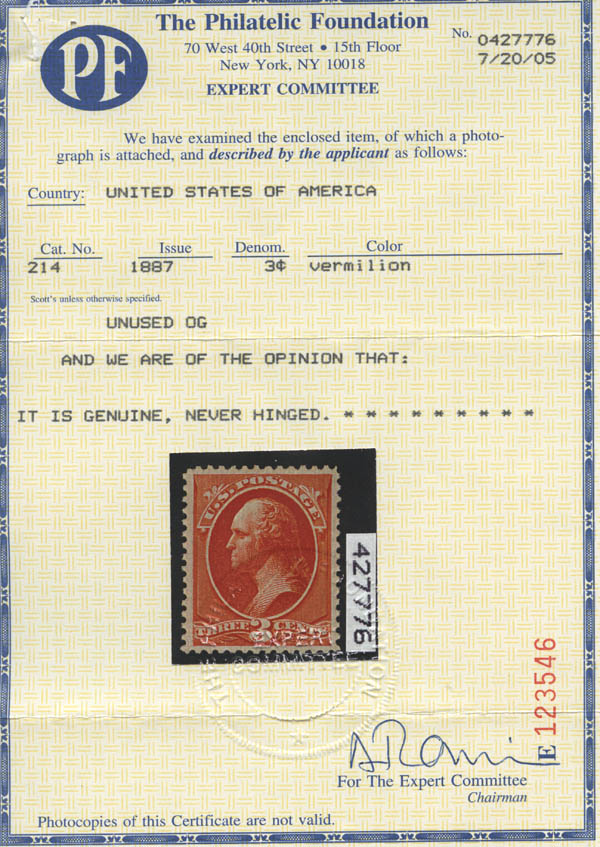 PF
The Philatelic Foundation
70 West 40th Street • 15th Floor
New York, NY 10018
EXPERT COMMITTEE
No. 0427776
7/20/05
We have examined the enclosed item, of which a photo-
graph is attached, and described by the applicant as follows:
Country: UNITED STATES OF AMERICA
Cat. No. Issue Denom. Color
214 1887 3¢ vermilion
Scott's unless otherwise specified.
UNUSED OG
AND WE ARE OF THE OPINION THAT:
IT IS GENUINE, NEVER HINGED. * * * * * * * * *
U.S. POSTAGE
THREE 3 CENTS
427776
EXPER
E 123546
For The Expert Committee
Chairman
Photocopies of this Certificate are not valid.